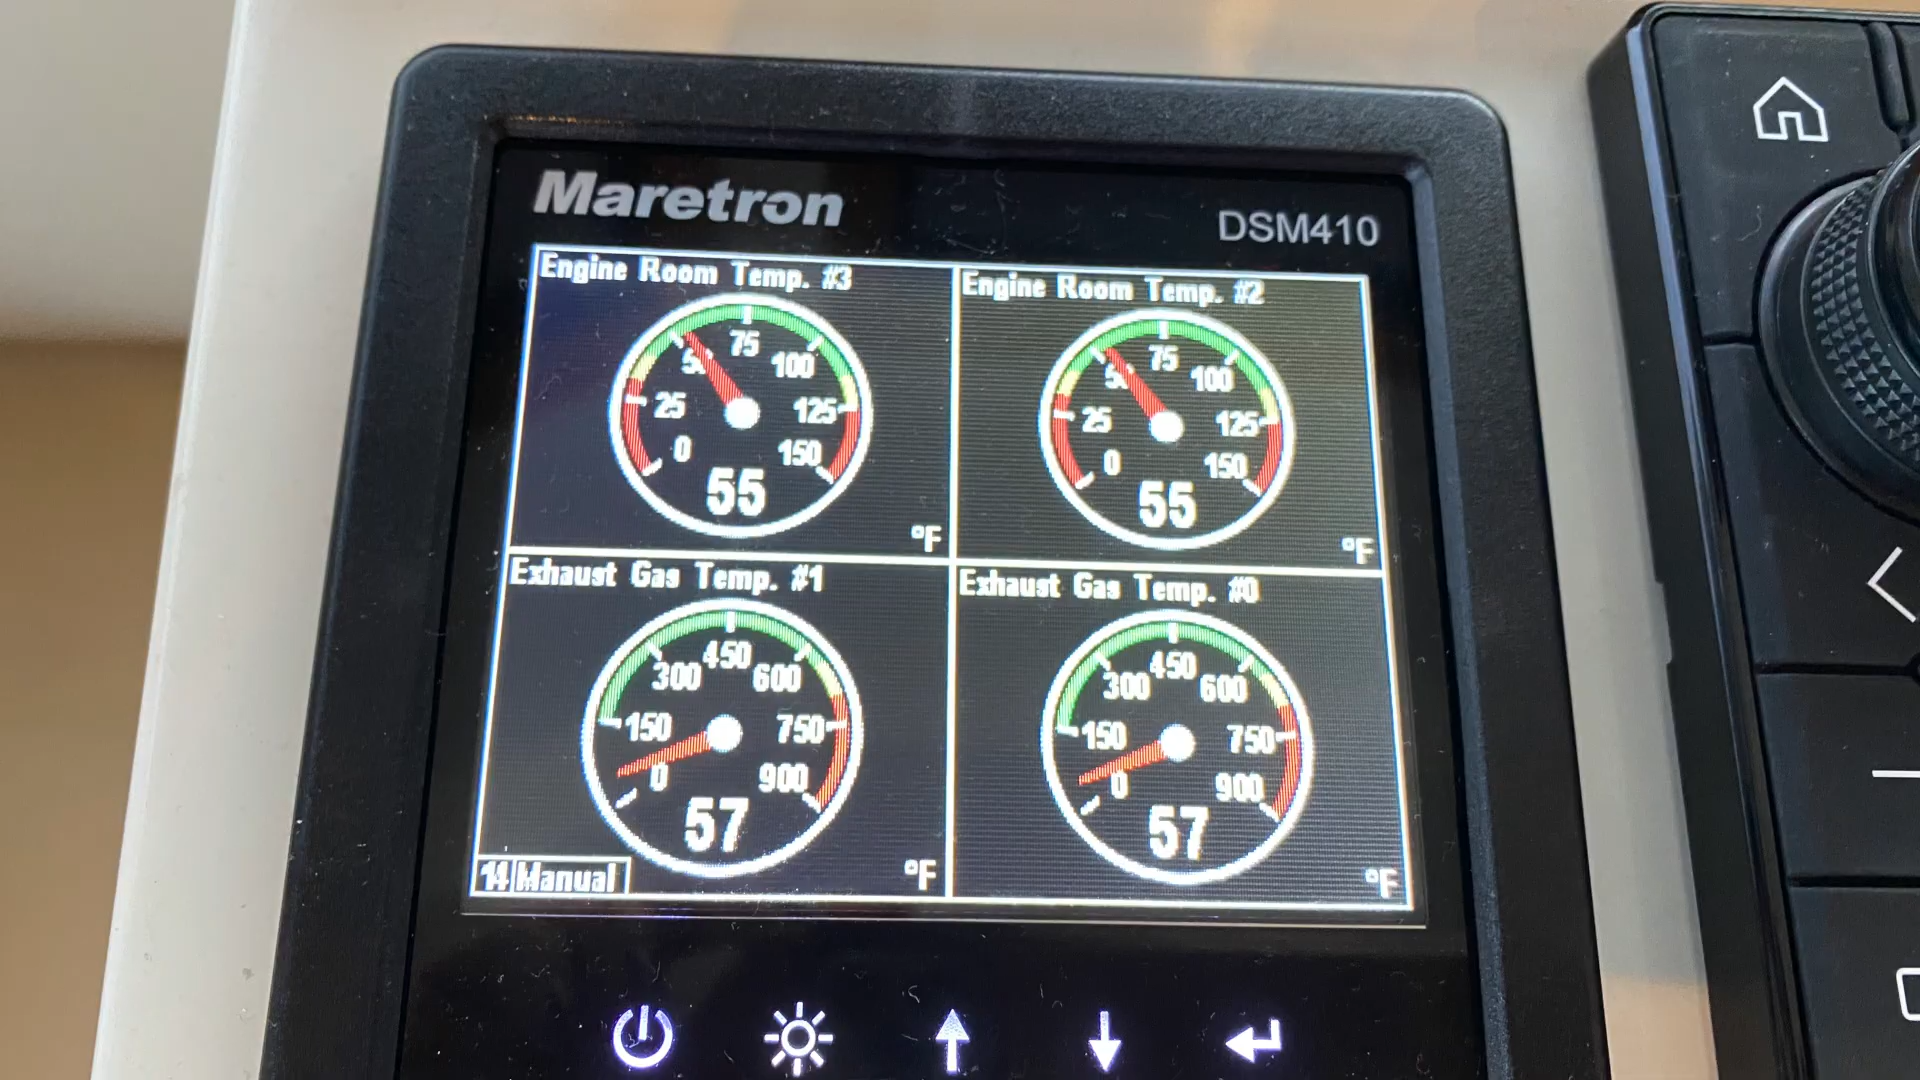 Maretron
DSM410
Engine Room Temp. #3
75
100
25
125
0
150
55
°F
Engine Room Temp. #2
75
100
25
125
0
150
55
°F
Exhaust Gas Temp. #1
450
300
600
150
750
0
900
57
°F
14 Manual
Exhaust Gas Temp. #0
450
300
600
150
750
0
900
57
°F